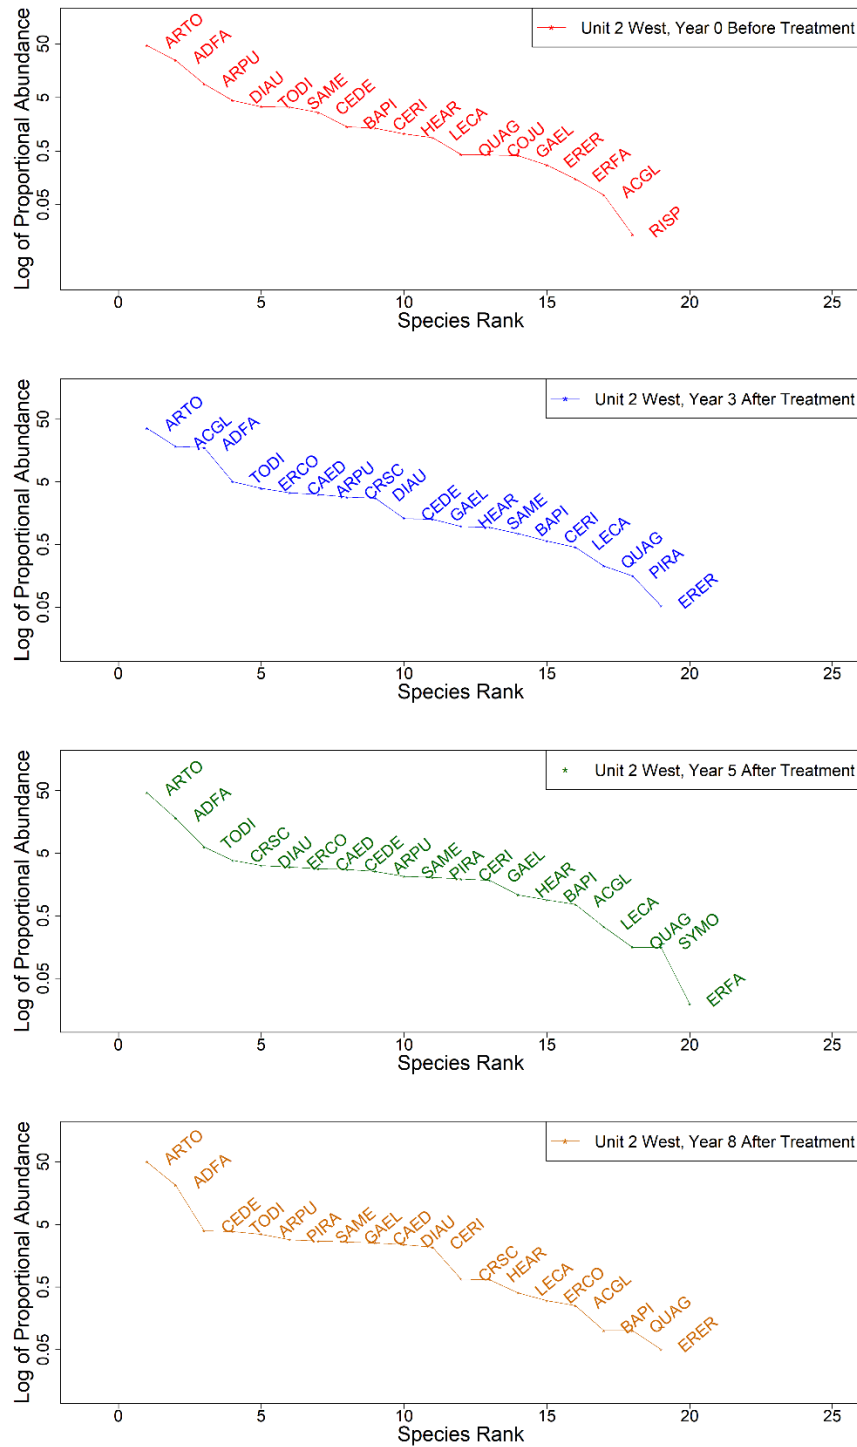 Unit 2 West, Year 0 Before Treatment
Log of Proportional Abundance
50
5
0.5
0.05
ARTO
ADFA
ARPU
DIAU
TODI
SAME
CEDE
BAPI
CERI
HEAR
LECA
QUAG
COJU
GAEL
ERER
ERFA
ACGL
RISP
0 5 10 15 20 25
Species Rank
Unit 2 West, Year 3 After Treatment
Log of Proportional Abundance
50
5
0.5
0.05
ARTO
ACGL
ADFA
TODI
ERCO
CAED
ARPU
CRSC
DIAU
CEDE
GAEL
HEAR
SAME
BAPI
CERI
LECA
QUAG
PIRA
ERER
0 5 10 15 20 25
Species Rank
Unit 2 West, Year 5 After Treatment
Log of Proportional Abundance
50
5
0.5
0.05
ARTO
ADFA
TODI
CRSC
DIAU
ERCO
CAED
CEDE
ARPU
SAME
PIRA
CERI
GAEL
HEAR
BAPI
ACGL
LECA
QUAG
SYMO
ERFA
0 5 10 15 20 25
Species Rank
Unit 2 West, Year 8 After Treatment
Log of Proportional Abundance
50
5
0.5
0.05
ARTO
ADFA
CEDE
TODI
ARPU
PIRA
SAME
GAEL
CAED
DIAU
CERI
CRSC
HEAR
LECA
ERCO
ACGL
BAPI
QUAG
ERER
0 5 10 15 20 25
Species Rank